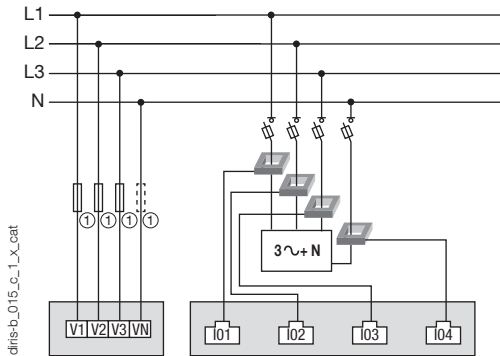 L1
L2
L3
N
① ① ① ①
3∿+ N
V1 V2 V3 VN
I01 I02 I03 I04
diris-b_015_c_1_x_cat